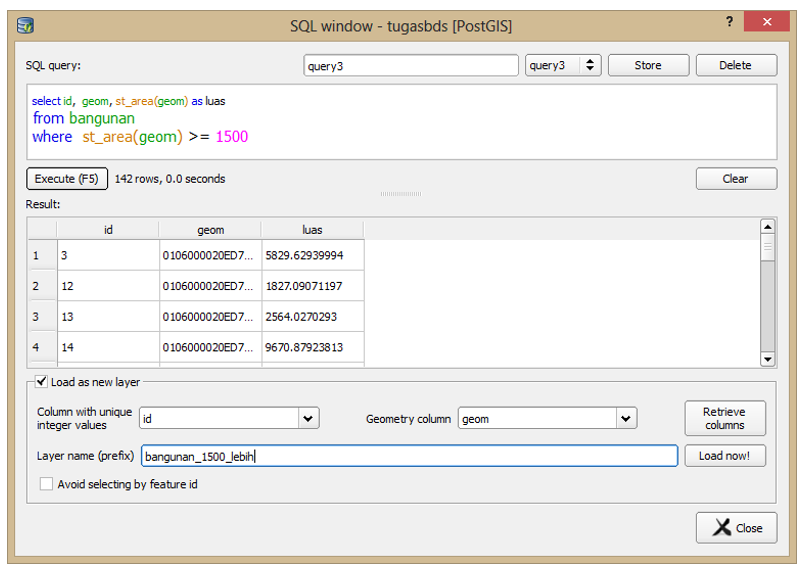 SQL window - tugasbds [PostGIS]
?
SQL query:
query3
query3
Store
Delete
select id, geom, st_area(geom) as luas
from bangunan
where st_area(geom) >= 1500
Execute (F5)
142 rows, 0.0 seconds
Clear
Result:
id geom luas
1 3 0106000020ED7... 5829.62939994
2 12 0106000020ED7... 1827.09071197
3 13 0106000020ED7... 2564.0270293
4 14 0106000020ED7... 9670.87923813
Load as new layer
Column with unique
integer values
id
Geometry column
geom
Retrieve
columns
Layer name (prefix)
bangunan_1500_lebih
Load now!
Avoid selecting by feature id
Close